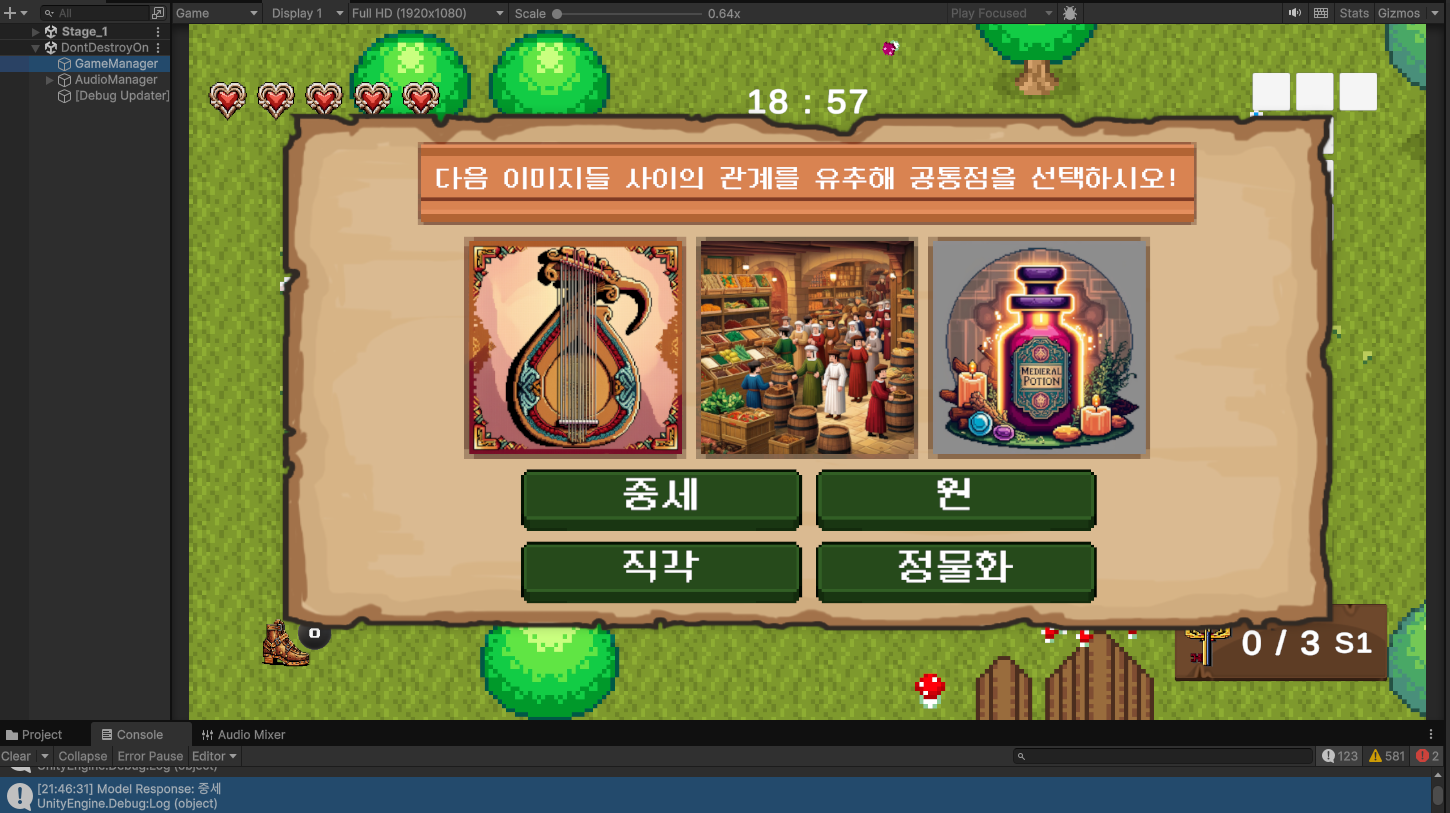 All
Game
Display 1
Full HD (1920x1080)
Scale
0.64x
Play Focused
Stats
Gizmos
Stage_1
DontDestroyOn
GameManager
AudioManager
[Debug Updater]
18 : 57
다음 이미지들 사이의 관계를 유추해 공통점을 선택하시오!
MEDIERAL
POTION
중세
원
직각
정물화
0
0 / 3 S1
Project
Console
Audio Mixer
Clear
Collapse
Error Pause
Editor
123
581
2
UnityEngine.Debug:Log (object)
[21:46:31] Model Response: 중세
UnityEngine.Debug:Log (object)